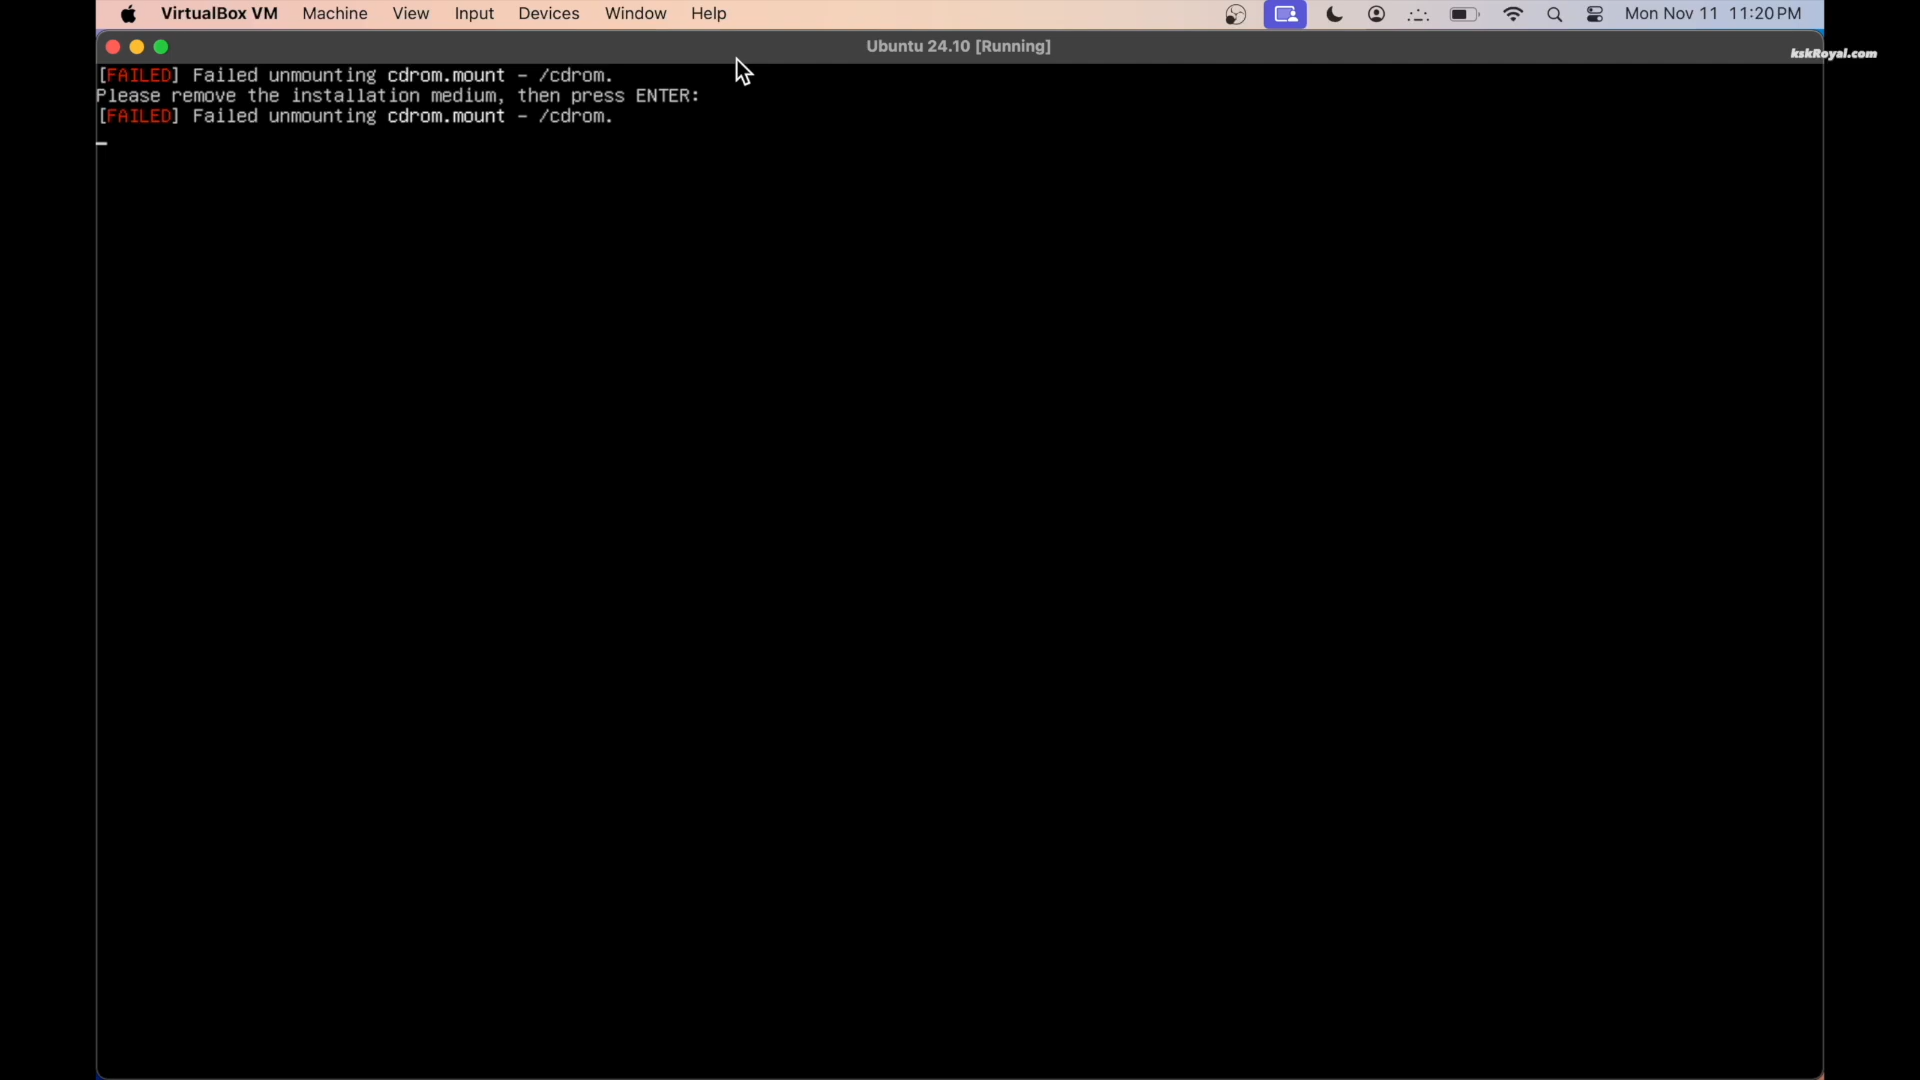 VirtualBox VM Machine View Input Devices Window Help Mon Nov 11 11:20 PM
Ubuntu 24.10 [Running]
kskRoyal.com
[FAILED] Failed unmounting cdrom.mount - /cdrom.
Please remove the installation medium, then press ENTER:
[FAILED] Failed unmounting cdrom.mount - /cdrom.